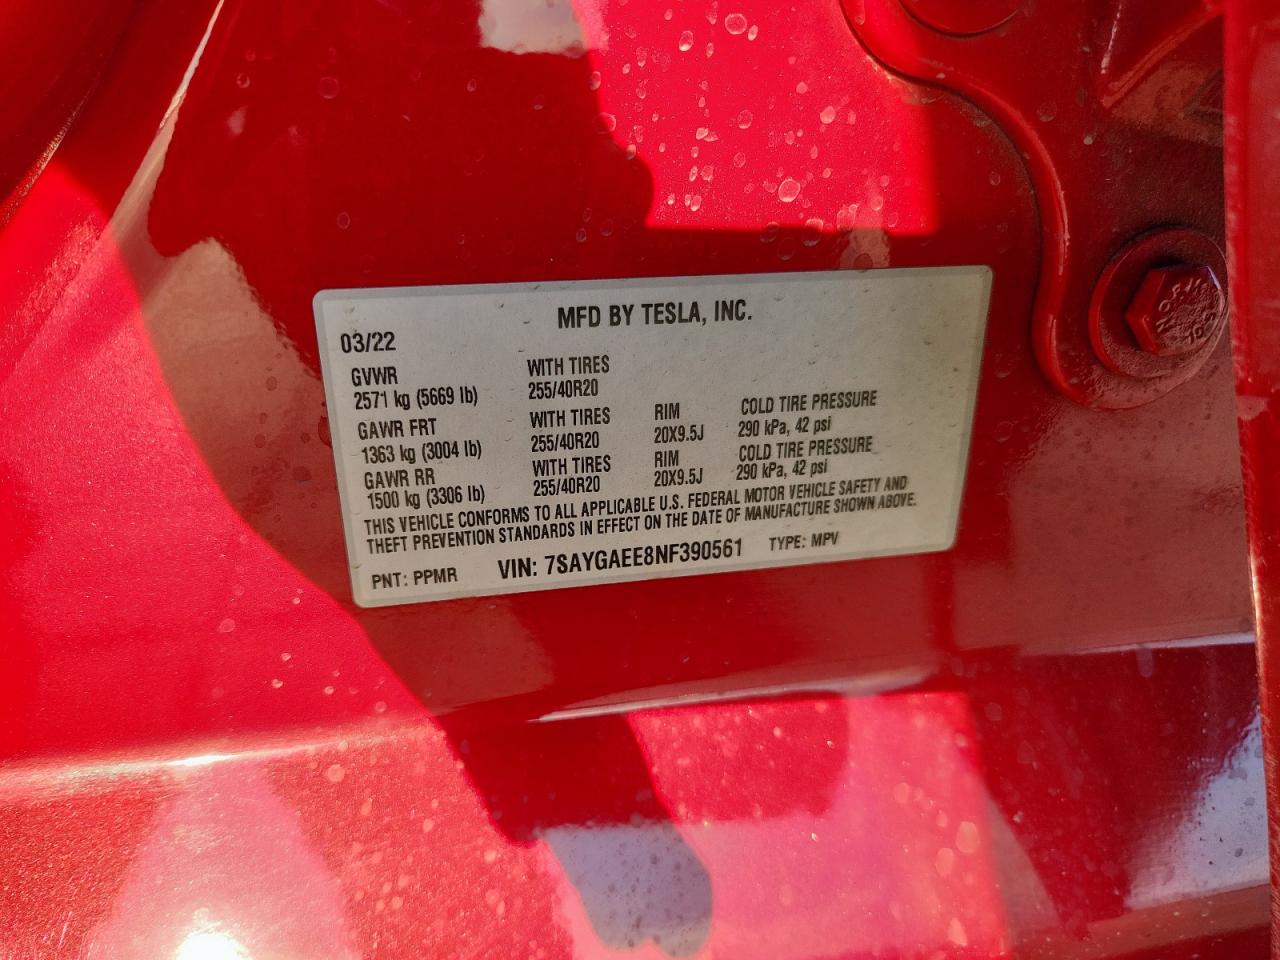 MFD BY TESLA, INC.
03/22
GVWR WITH TIRES
2571 kg (5669 lb) 255/40R20
GAWR FRT WITH TIRES RIM COLD TIRE PRESSURE
1363 kg (3004 lb) 255/40R20 20X9.5J 290 kPa, 42 psi
GAWR RR WITH TIRES RIM COLD TIRE PRESSURE
1500 kg (3306 lb) 255/40R20 20X9.5J 290 kPa, 42 psi
THIS VEHICLE CONFORMS TO ALL APPLICABLE U.S. FEDERAL MOTOR VEHICLE SAFETY AND
THEFT PREVENTION STANDARDS IN EFFECT ON THE DATE OF MANUFACTURE SHOWN ABOVE.
PNT: PPMR VIN: 7SAYGAEE8NF390561 TYPE: MPV